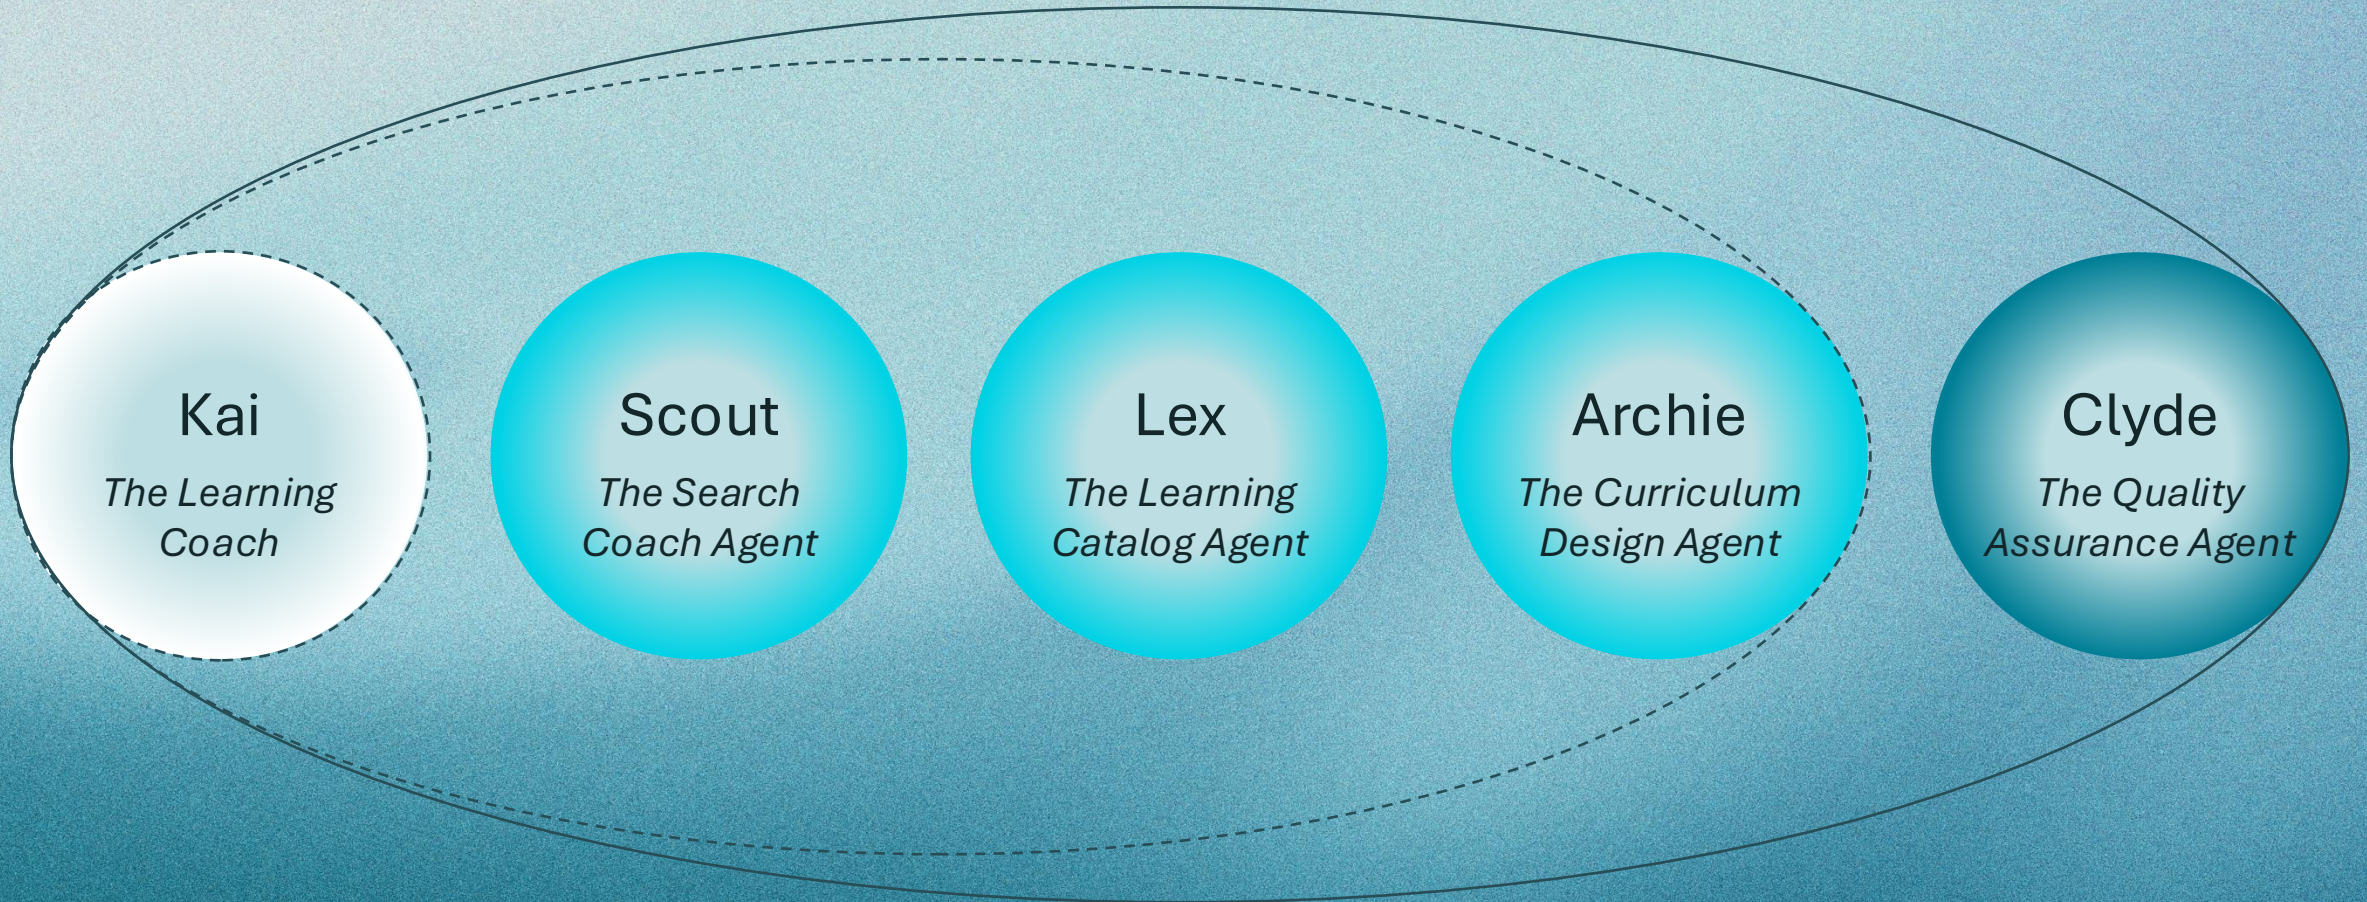 Kai
The Learning
Coach
Scout
The Search
Coach Agent
Lex
The Learning
Catalog Agent
Archie
The Curriculum
Design Agent
Clyde
The Quality
Assurance Agent